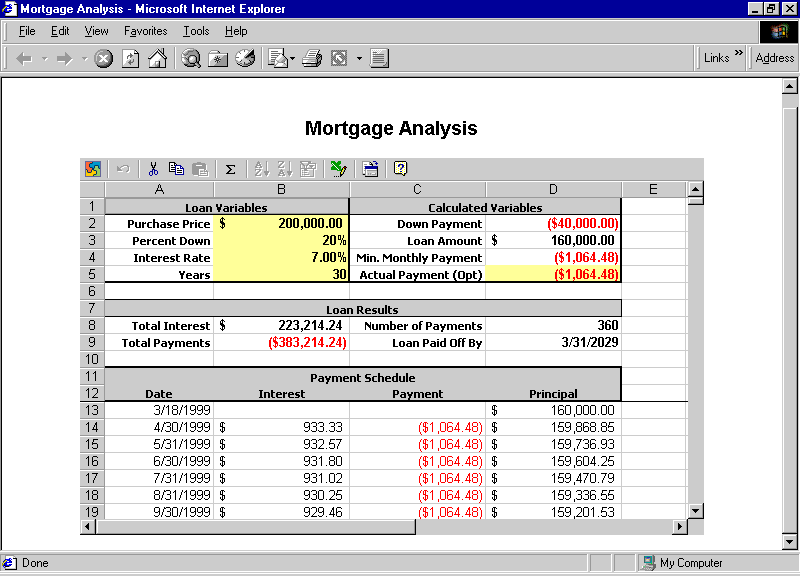 Mortgage Analysis - Microsoft Internet Explorer
File Edit View Favorites Tools Help
Links » Address
Mortgage Analysis
Σ A Z Z A ?
A B C D E
1 Loan Variables Calculated Variables
2 Purchase Price $ 200,000.00 Down Payment ($40,000.00)
3 Percent Down 20% Loan Amount $ 160,000.00
4 Interest Rate 7.00% Min. Monthly Payment ($1,064.48)
5 Years 30 Actual Payment (Opt) ($1,064.48)
6
7 Loan Results
8 Total Interest $ 223,214.24 Number of Payments 360
9 Total Payments ($383,214.24) Loan Paid Off By 3/31/2029
10
11 Payment Schedule
12 Date Interest Payment Principal
13 3/18/1999 $ 160,000.00
14 4/30/1999 $ 933.33 ($1,064.48) $ 159,868.85
15 5/31/1999 $ 932.57 ($1,064.48) $ 159,736.93
16 6/30/1999 $ 931.80 ($1,064.48) $ 159,604.25
17 7/31/1999 $ 931.02 ($1,064.48) $ 159,470.79
18 8/31/1999 $ 930.25 ($1,064.48) $ 159,336.55
19 9/30/1999 $ 929.46 ($1,064.48) $ 159,201.53
Done My Computer